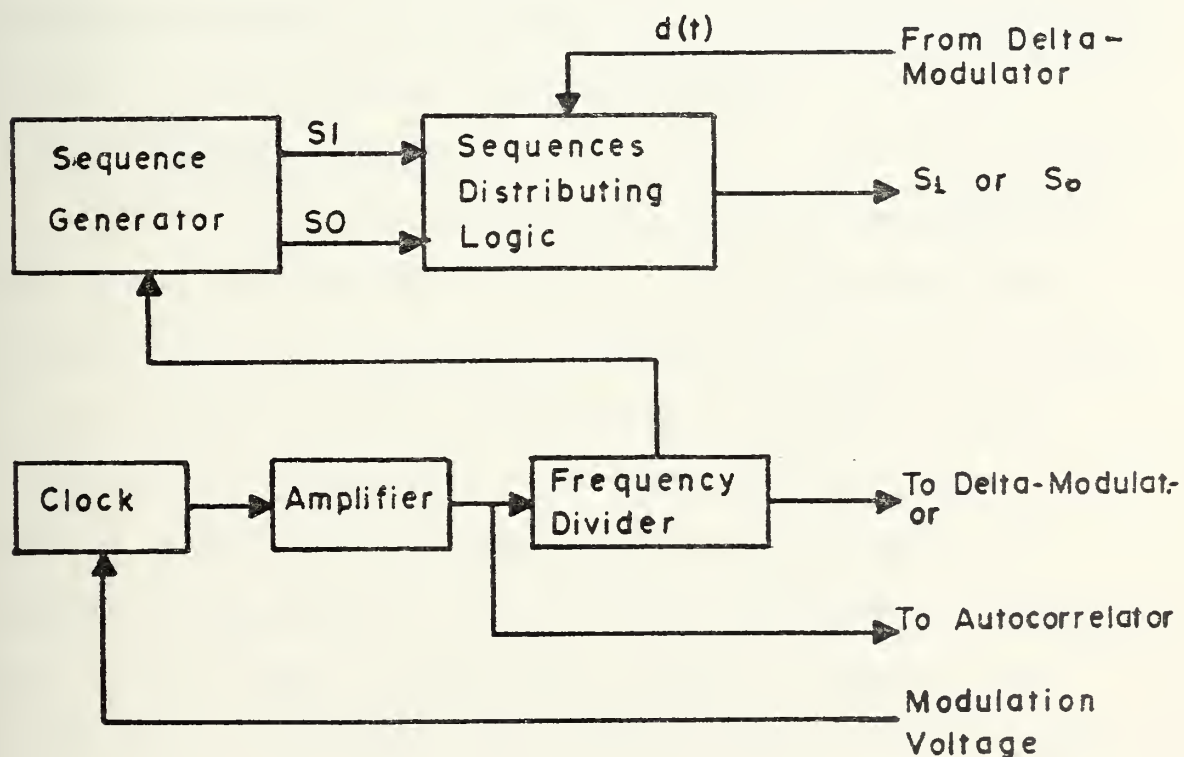 d(t)
From Delta-
Modulator
S1
Sequence
Generator
S0
Sequences
Distributing
Logic
S1 or So
Clock
Amplifier
Frequency
Divider
To Delta-Modulat-
or
To Autocorrelator
Modulation
Voltage